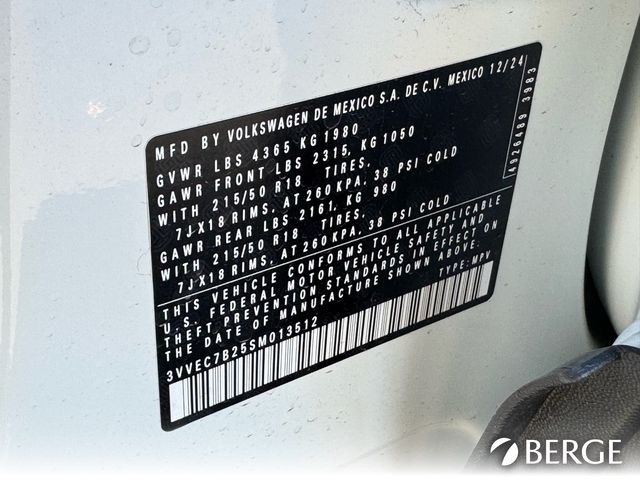 MFD BY VOLKSWAGEN DE MEXICO S.A. DE C.V. MEXICO 12/24
GVWR LBS 4365 KG 1980
GAWR FRONT LBS 2315, KG 1050
WITH 215/50 R18 TIRES,
7JX18 RIMS, AT 260 KPA, 38 PSI COLD
GAWR REAR LBS 2161, KG 980
WITH 215/50 R18 TIRES,
7JX18 RIMS, AT 260 KPA, 38 PSI COLD
THIS VEHICLE CONFORMS TO ALL APPLICABLE
U.S. FEDERAL MOTOR VEHICLE SAFETY AND
THEFT PREVENTION STANDARDS IN EFFECT ON
THE DATE OF MANUFACTURE SHOWN ABOVE.
3VVEC7B25SM013512 TYPE: MPV
4926489 3983
BERGE